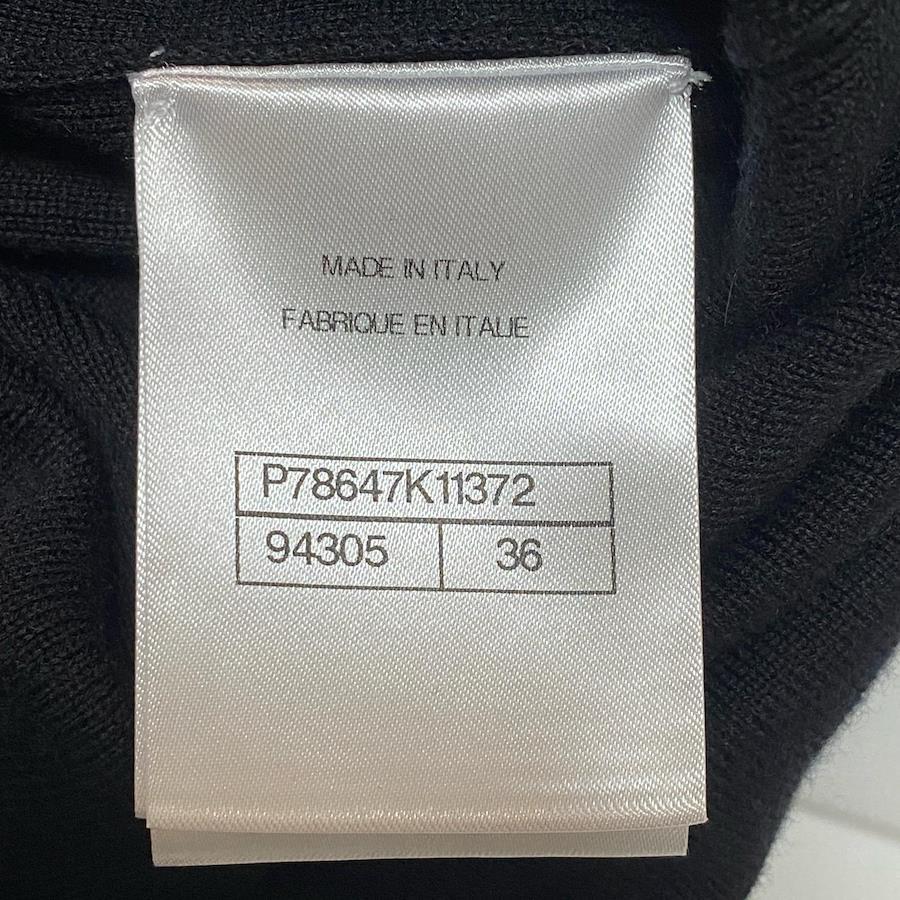 MADE IN ITALY
FABRIQUE EN ITALIE
P78647K11372
94305 36